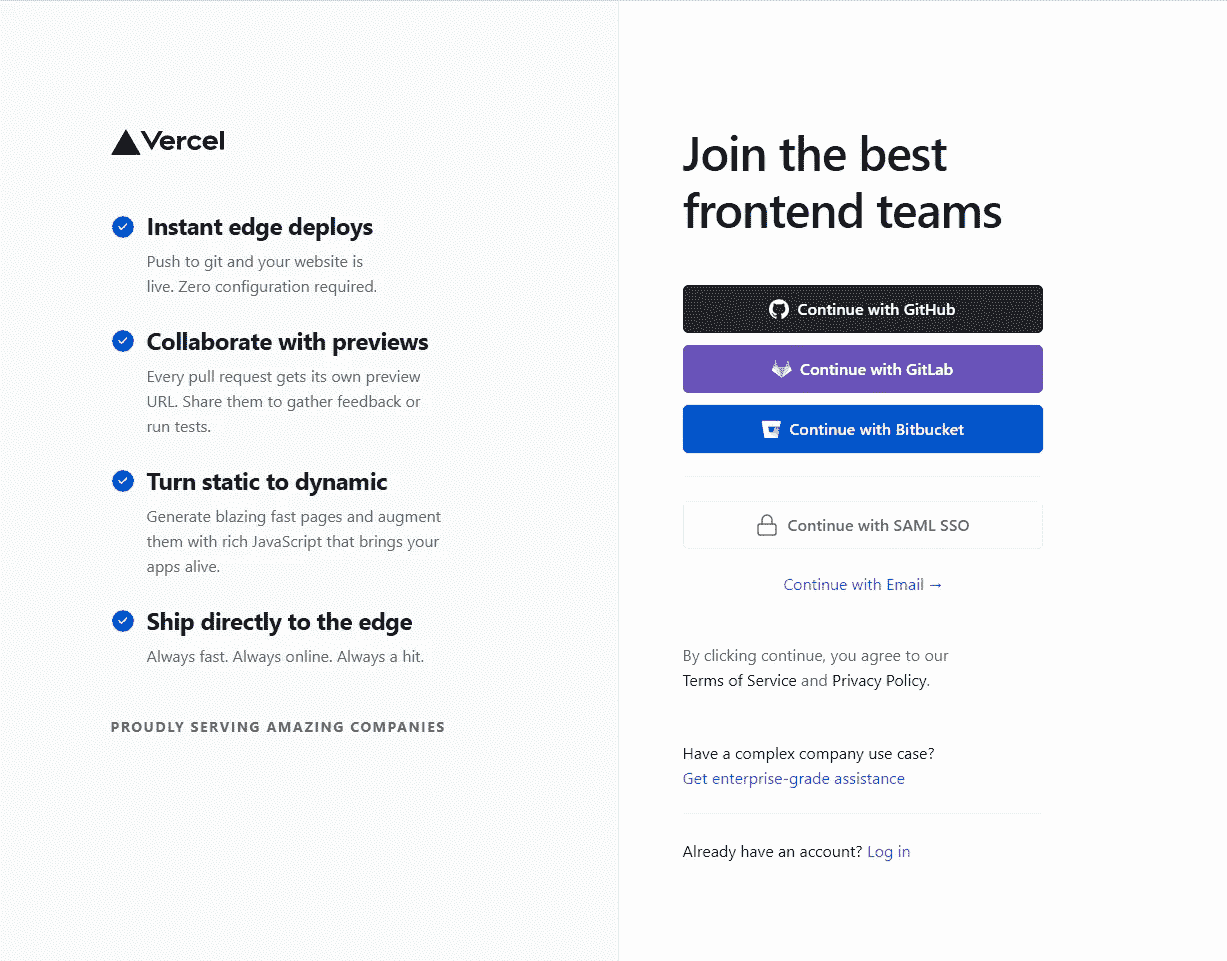 Vercel
Instant edge deploys
Push to git and your website is
live. Zero configuration required.
Collaborate with previews
Every pull request gets its own preview
URL. Share them to gather feedback or
run tests.
Turn static to dynamic
Generate blazing fast pages and augment
them with rich JavaScript that brings your
apps alive.
Ship directly to the edge
Always fast. Always online. Always a hit.
PROUDLY SERVING AMAZING COMPANIES
Join the best
frontend teams
Continue with GitHub
Continue with GitLab
Continue with Bitbucket
Continue with SAML SSO
Continue with Email →
By clicking continue, you agree to our
Terms of Service and Privacy Policy.
Have a complex company use case?
Get enterprise-grade assistance
Already have an account? Log in